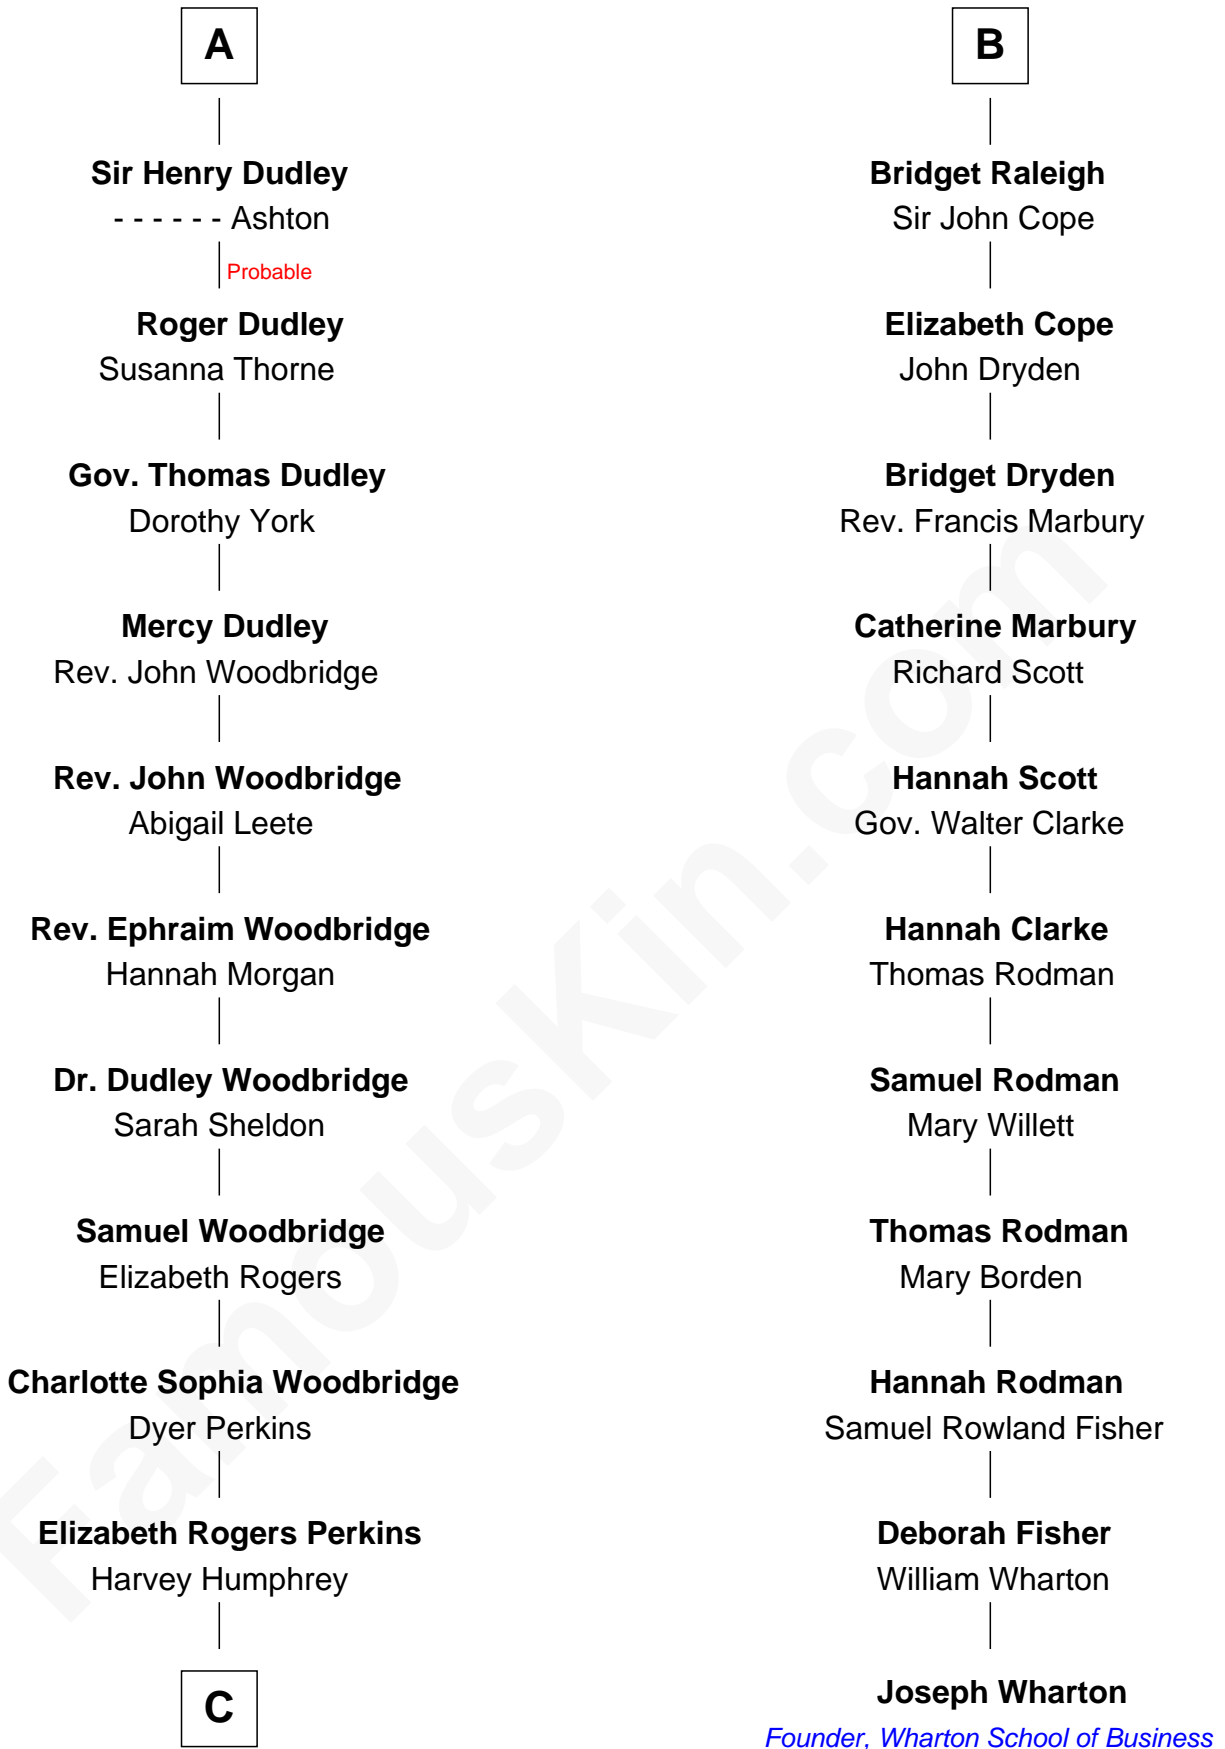 A
Sir Henry Dudley
- - - - - - Ashton
Probable
Roger Dudley
Susanna Thorne
Gov. Thomas Dudley
Dorothy York
Mercy Dudley
Rev. John Woodbridge
Rev. John Woodbridge
Abigail Leete
Rev. Ephraim Woodbridge
Hannah Morgan
Dr. Dudley Woodbridge
Sarah Sheldon
Samuel Woodbridge
Elizabeth Rogers
Charlotte Sophia Woodbridge
Dyer Perkins
Elizabeth Rogers Perkins
Harvey Humphrey
C
B
Bridget Raleigh
Sir John Cope
Elizabeth Cope
John Dryden
Bridget Dryden
Rev. Francis Marbury
Catherine Marbury
Richard Scott
Hannah Scott
Gov. Walter Clarke
Hannah Clarke
Thomas Rodman
Samuel Rodman
Mary Willett
Thomas Rodman
Mary Borden
Hannah Rodman
Samuel Rowland Fisher
Deborah Fisher
William Wharton
Joseph Wharton
Founder, Wharton School of Business
FamousKin.com